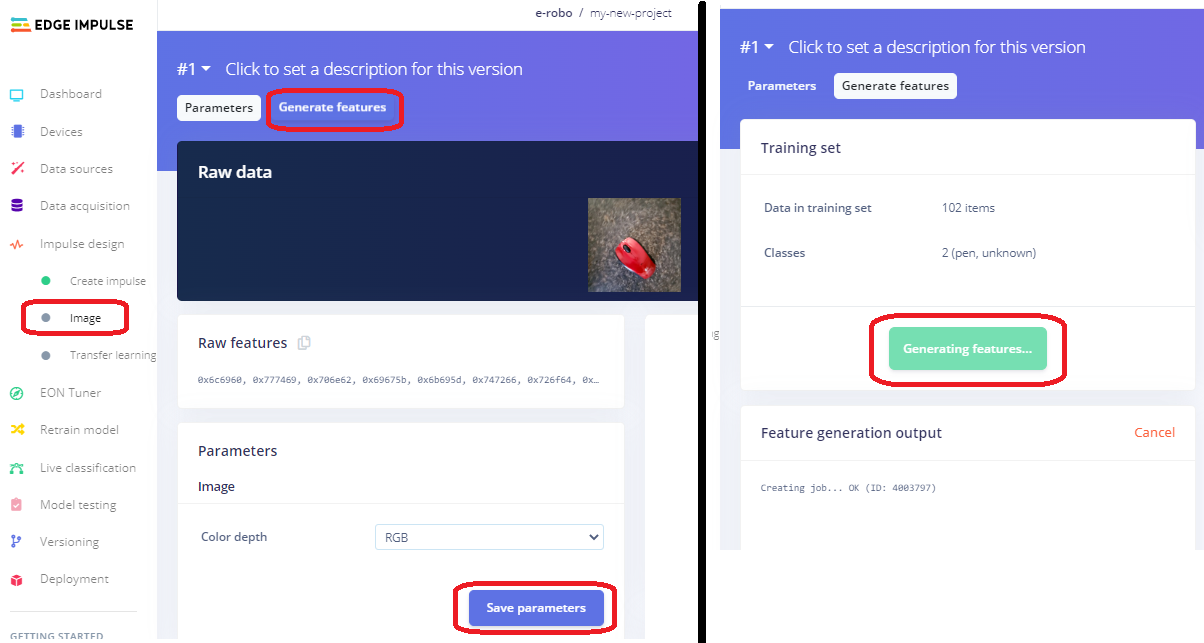 EDGE IMPULSE
Dashboard
Devices
Data sources
Data acquisition
Impulse design
Create impulse
Image
Transfer learning
EON Tuner
Retrain model
Live classification
Model testing
Versioning
Deployment
GETTING STARTED
e-robo / my-new-project
#1 Click to set a description for this version
Parameters Generate features
Raw data
Raw features
0x6c6960, 0x777469, 0x706e62, 0x69675b, 0x6b695d, 0x747266, 0x726f64, 0x…
Parameters
Image
Color depth RGB
Save parameters
#1 Click to set a description for this version
Parameters Generate features
Training set
Data in training set 102 items
Classes 2 (pen, unknown)
Generating features...
Feature generation output Cancel
Creating job... OK (ID: 4003797)